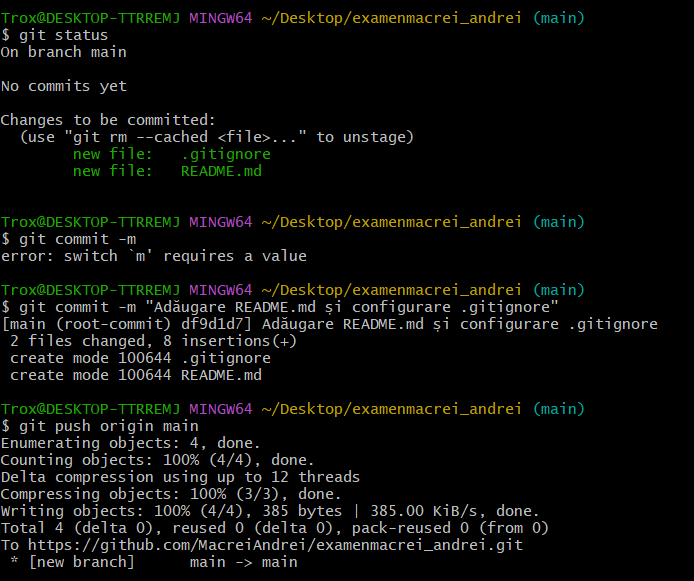 Trox@DESKTOP-TTRREMJ MINGW64 ~/Desktop/examenmacrei_andrei (main)
$ git status
On branch main
No commits yet
Changes to be committed:
  (use "git rm --cached <file>..." to unstage)
        new file:   .gitignore
        new file:   README.md
Trox@DESKTOP-TTRREMJ MINGW64 ~/Desktop/examenmacrei_andrei (main)
$ git commit -m
error: switch `m' requires a value
Trox@DESKTOP-TTRREMJ MINGW64 ~/Desktop/examenmacrei_andrei (main)
$ git commit -m "Adăugare README.md și configurare .gitignore"
[main (root-commit) df9d1d7] Adăugare README.md și configurare .gitignore
 2 files changed, 8 insertions(+)
 create mode 100644 .gitignore
 create mode 100644 README.md
Trox@DESKTOP-TTRREMJ MINGW64 ~/Desktop/examenmacrei_andrei (main)
$ git push origin main
Enumerating objects: 4, done.
Counting objects: 100% (4/4), done.
Delta compression using up to 12 threads
Compressing objects: 100% (3/3), done.
Writing objects: 100% (4/4), 385 bytes | 385.00 KiB/s, done.
Total 4 (delta 0), reused 0 (delta 0), pack-reused 0 (from 0)
To https://github.com/MacreiAndrei/examenmacrei_andrei.git
 * [new branch]      main -> main